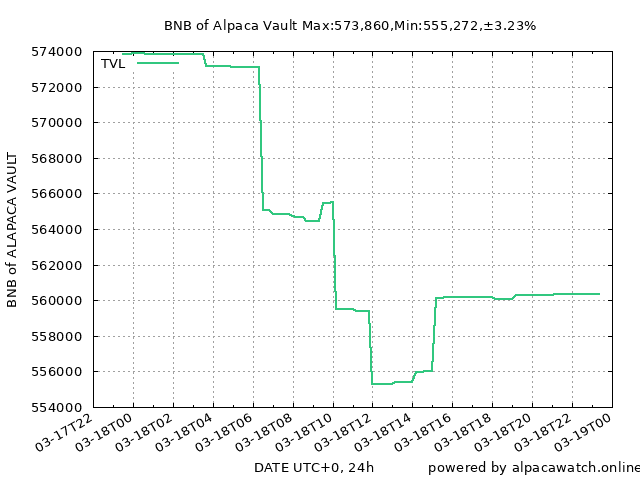 BNB of Alpaca Vault Max:573,860,Min:555,272,±3.23%
TVL
574000
572000
570000
568000
566000
564000
562000
560000
558000
556000
554000
BNB of ALAPACA VAULT
03-17T22
03-18T00
03-18T02
03-18T04
03-18T06
03-18T08
03-18T10
03-18T12
03-18T14
03-18T16
03-18T18
03-18T20
03-18T22
03-19T00
DATE UTC+0, 24h
powered by alpacawatch.online